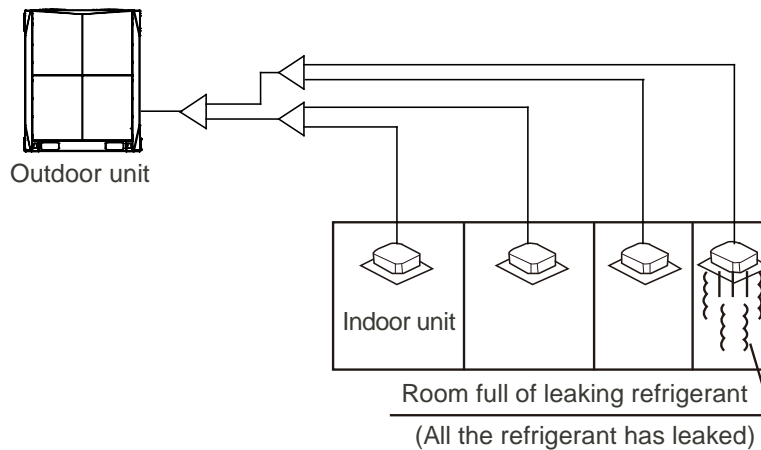 Outdoor unit
Indoor unit
Room full of leaking refrigerant
(All the refrigerant has leaked)